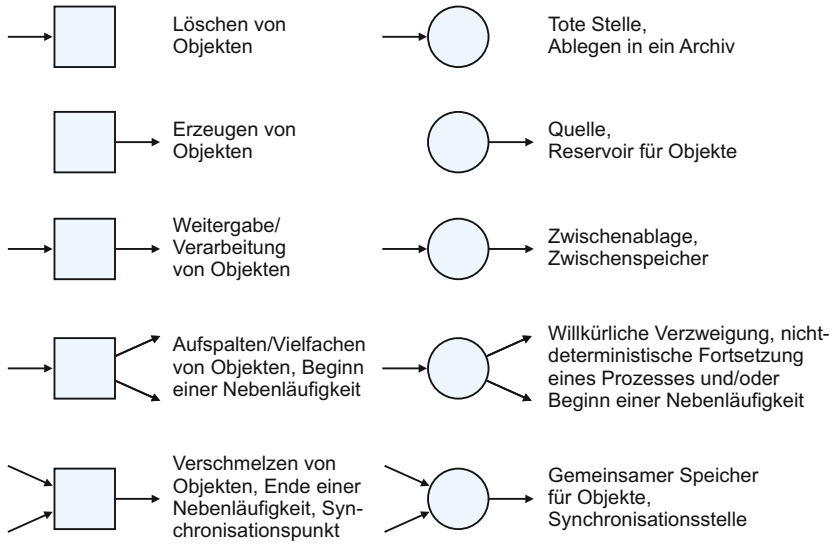 Löschen von
Objekten
Tote Stelle,
Ablegen in ein Archiv
Erzeugen von
Objekten
Quelle,
Reservoir für Objekte
Weitergabe/
Verarbeitung
von Objekten
Zwischenablage,
Zwischenspeicher
Aufspalten/Vielfachen
von Objekten, Beginn
einer Nebenläufigkeit
Willkürliche Verzweigung, nicht-
deterministische Fortsetzung
eines Prozesses und/oder
Beginn einer Nebenläufigkeit
Verschmelzen von
Objekten, Ende einer
Nebenläufigkeit, Syn-
chronisationspunkt
Gemeinsamer Speicher
für Objekte,
Synchronisationsstelle